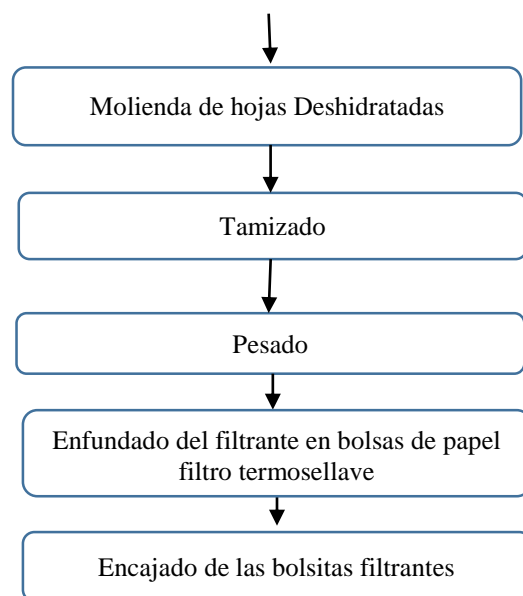 Molienda de hojas Deshidratadas
Tamizado
Pesado
Enfundado del filtrante en bolsas de papel
filtro termosellave
Encajado de las bolsitas filtrantes